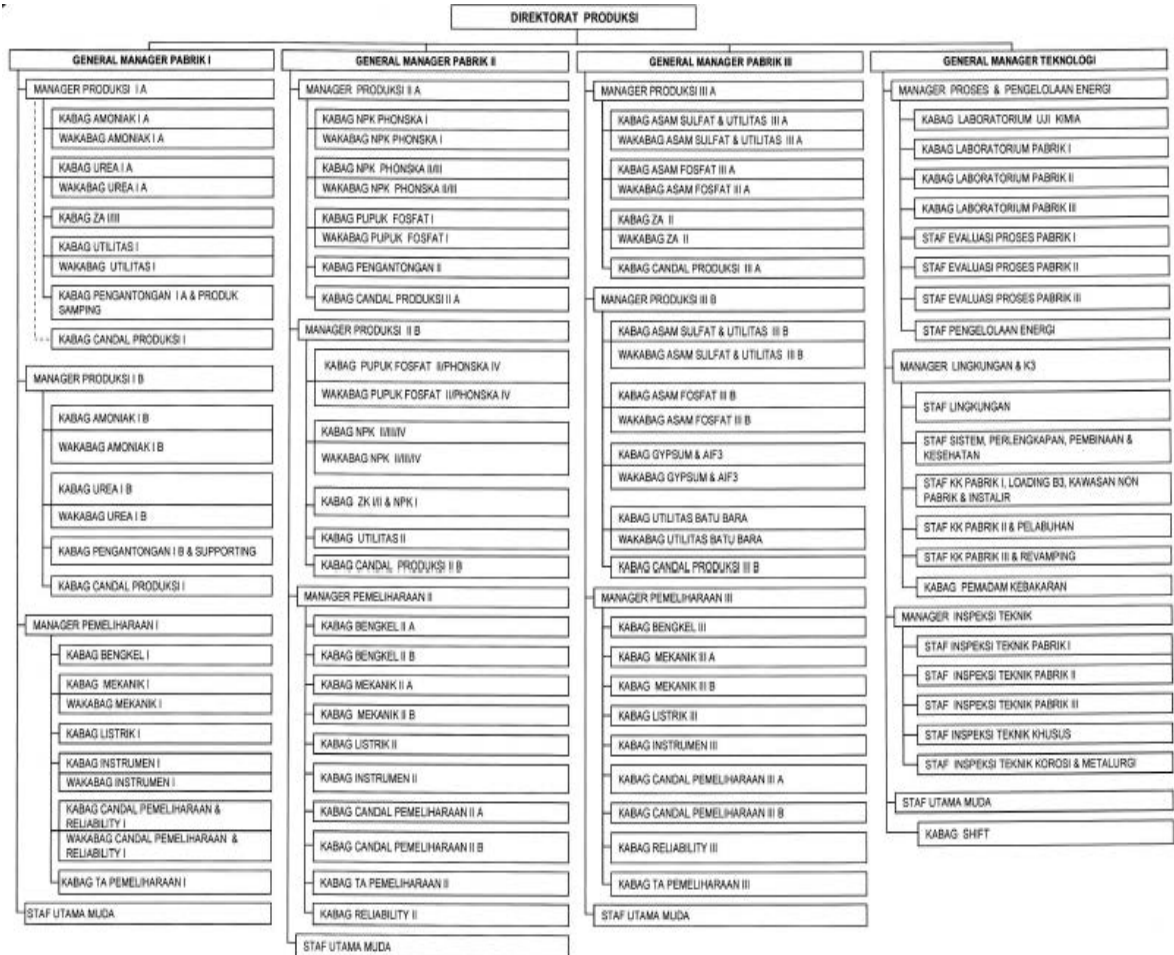 DIREKTORAT PRODUKSI
GENERAL MANAGER PABRIK I
MANAGER PRODUKSI I A
KABAG AMONIAK I A
WAKABAG AMONIAK I A
KABAG UREA I A
WAKABAG UREA I A
KABAG ZA I/III
KABAG UTILITAS I
WAKABAG UTILITAS I
KABAG PENGANTONGAN I A & PRODUK
SAMPING
KABAG CANDAL PRODUKSI I
MANAGER PRODUKSI I B
KABAG AMONIAK I B
WAKABAG AMONIAK I B
KABAG UREA I B
WAKABAG UREA I B
KABAG PENGANTONGAN I B & SUPPORTING
KABAG CANDAL PRODUKSI I
MANAGER PEMELIHARAAN I
KABAG BENGKEL I
KABAG MEKANIK I
WAKABAG MEKANIK I
KABAG LISTRIK I
KABAG INSTRUMEN I
WAKABAG INSTRUMEN I
KABAG CANDAL PEMELIHARAAN &
RELIABILITY I
WAKABAG CANDAL PEMELIHARAAN &
RELIABILITY I
KABAG TA PEMELIHARAAN I
STAF UTAMA MUDA
GENERAL MANAGER PABRIK II
MANAGER PRODUKSI II A
KABAG NPK PHONSKA I
WAKABAG NPK PHONSKA I
KABAG NPK PHONSKA II/III
WAKABAG NPK PHONSKA II/III
KABAG PUPUK FOSFAT I
WAKABAG PUPUK FOSFAT I
KABAG PENGANTONGAN II
KABAG CANDAL PRODUKSI II A
MANAGER PRODUKSI II B
KABAG PUPUK FOSFAT II/PHONSKA IV
WAKABAG PUPUK FOSFAT II/PHONSKA IV
KABAG NPK II/III/IV
WAKABAG NPK II/III/IV
KABAG ZK I/II & NPK I
KABAG UTILITAS II
KABAG CANDAL PRODUKSI II B
MANAGER PEMELIHARAAN II
KABAG BENGKEL II A
KABAG BENGKEL II B
KABAG MEKANIK II A
KABAG MEKANIK II B
KABAG LISTRIK II
KABAG INSTRUMEN II
KABAG CANDAL PEMELIHARAAN II A
KABAG CANDAL PEMELIHARAAN II B
KABAG TA PEMELIHARAAN II
KABAG RELIABILITY II
STAF UTAMA MUDA
GENERAL MANAGER PABRIK III
MANAGER PRODUKSI III A
KABAG ASAM SULFAT & UTILITAS III A
WAKABAG ASAM SULFAT & UTILITAS III A
KABAG ASAM FOSFAT III A
WAKABAG ASAM FOSFAT III A
KABAG ZA II
WAKABAG ZA II
KABAG CANDAL PRODUKSI III A
MANAGER PRODUKSI III B
KABAG ASAM SULFAT & UTILITAS III B
WAKABAG ASAM SULFAT & UTILITAS III B
KABAG ASAM FOSFAT III B
WAKABAG ASAM FOSFAT III B
KABAG GYPSUM & AIF3
WAKABAG GYPSUM & AIF3
KABAG UTILITAS BATU BARA
WAKABAG UTILITAS BATU BARA
KABAG CANDAL PRODUKSI III B
MANAGER PEMELIHARAAN III
KABAG BENGKEL III
KABAG MEKANIK III A
KABAG MEKANIK III B
KABAG LISTRIK III
KABAG INSTRUMEN III
KABAG CANDAL PEMELIHARAAN III A
KABAG CANDAL PEMELIHARAAN III B
KABAG RELIABILITY III
KABAG TA PEMELIHARAAN III
STAF UTAMA MUDA
GENERAL MANAGER TEKNOLOGI
MANAGER PROSES & PENGELOLAAN ENERGI
KABAG LABORATORIUM UJI KIMIA
KABAG LABORATORIUM PABRIK I
KABAG LABORATORIUM PABRIK II
KABAG LABORATORIUM PABRIK III
STAF EVALUASI PROSES PABRIK I
STAF EVALUASI PROSES PABRIK II
STAF EVALUASI PROSES PABRIK III
STAF PENGELOLAAN ENERGI
MANAGER LINGKUNGAN & K3
STAF LINGKUNGAN
STAF SISTEM, PERLENGKAPAN, PEMBINAAN &
KESEHATAN
STAF KK PABRIK I, LOADING B3, KAWASAN NON
PABRIK & INSTALIR
STAF KK PABRIK II & PELABUHAN
STAF KK PABRIK III & REVAMPING
KABAG PEMADAM KEBAKARAN
MANAGER INSPEKSI TEKNIK
STAF INSPEKSI TEKNIK PABRIK I
STAF INSPEKSI TEKNIK PABRIK II
STAF INSPEKSI TEKNIK PABRIK III
STAF INSPEKSI TEKNIK KHUSUS
STAF INSPEKSI TEKNIK KOROSI & METALURGI
STAF UTAMA MUDA
KABAG SHIFT